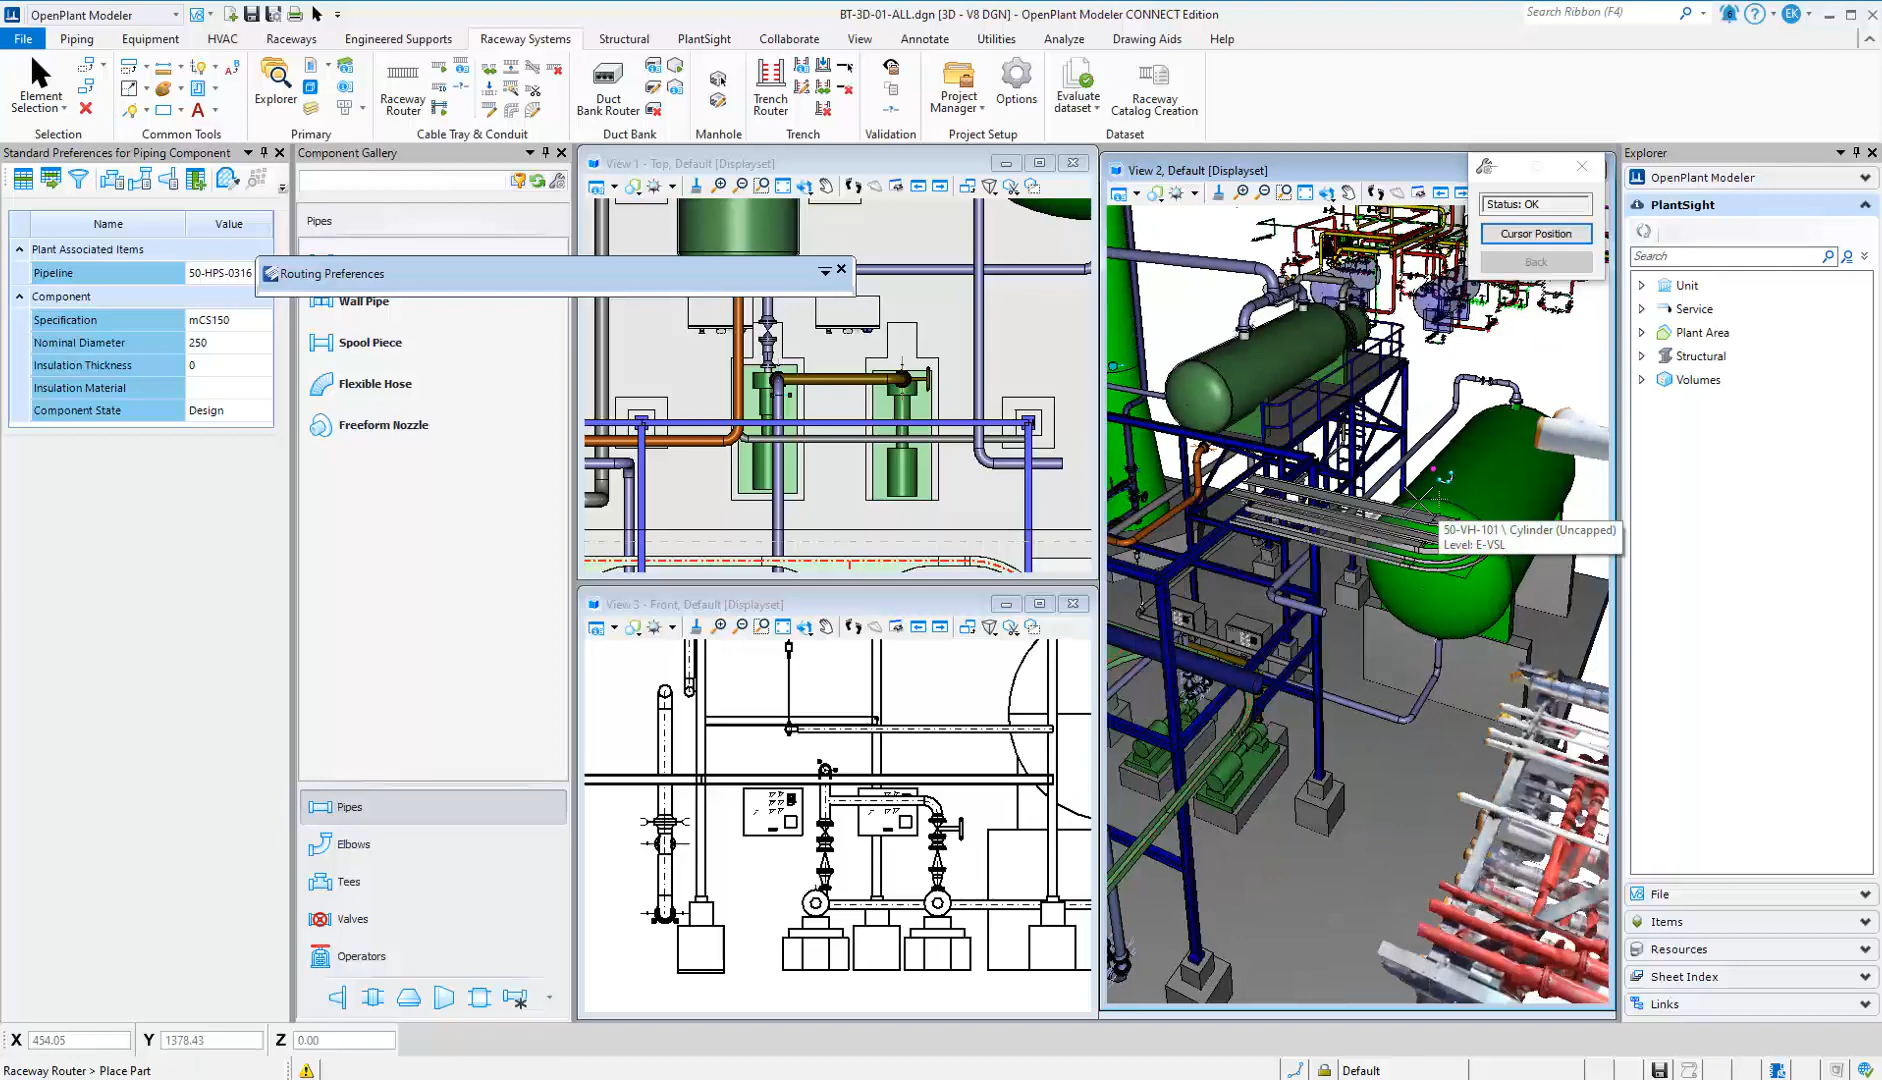 OpenPlant Modeler
BT-3D-01-ALL.dgn [3D - V8 DGN] - OpenPlant Modeler CONNECT Edition
Search Ribbon (F4)
EK
File Piping Equipment HVAC Raceways Engineered Supports Raceway Systems Structural PlantSight Collaborate View Annotate Utilities Analyze Drawing Aids Help
Element Selection
Explorer
Raceway Router
Duct Bank Router
Trench Router
Project Manager
Options
Evaluate dataset
Raceway Catalog Creation
Selection Common Tools Primary Cable Tray & Conduit Duct Bank Manhole Trench Validation Project Setup Dataset
Standard Preferences for Piping Component
Name Value
Plant Associated Items
Pipeline 50-HPS-0316
Component
Specification mCS150
Nominal Diameter 250
Insulation Thickness 0
Insulation Material
Component State Design
Component Gallery
Pipes
Routing Preferences
Wall Pipe
Spool Piece
Flexible Hose
Freeform Nozzle
Pipes
Elbows
Tees
Valves
Operators
View 1 - Top, Default [Displayset]
View 3 - Front, Default [Displayset]
View 2, Default [Displayset]
Status: OK
Cursor Position
Back
50-VH-101 \ Cylinder (Uncapped)
Level: E-VSL
Explorer
OpenPlant Modeler
PlantSight
Search
Unit
Service
Plant Area
Structural
Volumes
File
Items
Resources
Sheet Index
Links
X 454.05 Y 1378.43 Z 0.00
Raceway Router > Place Part
Default